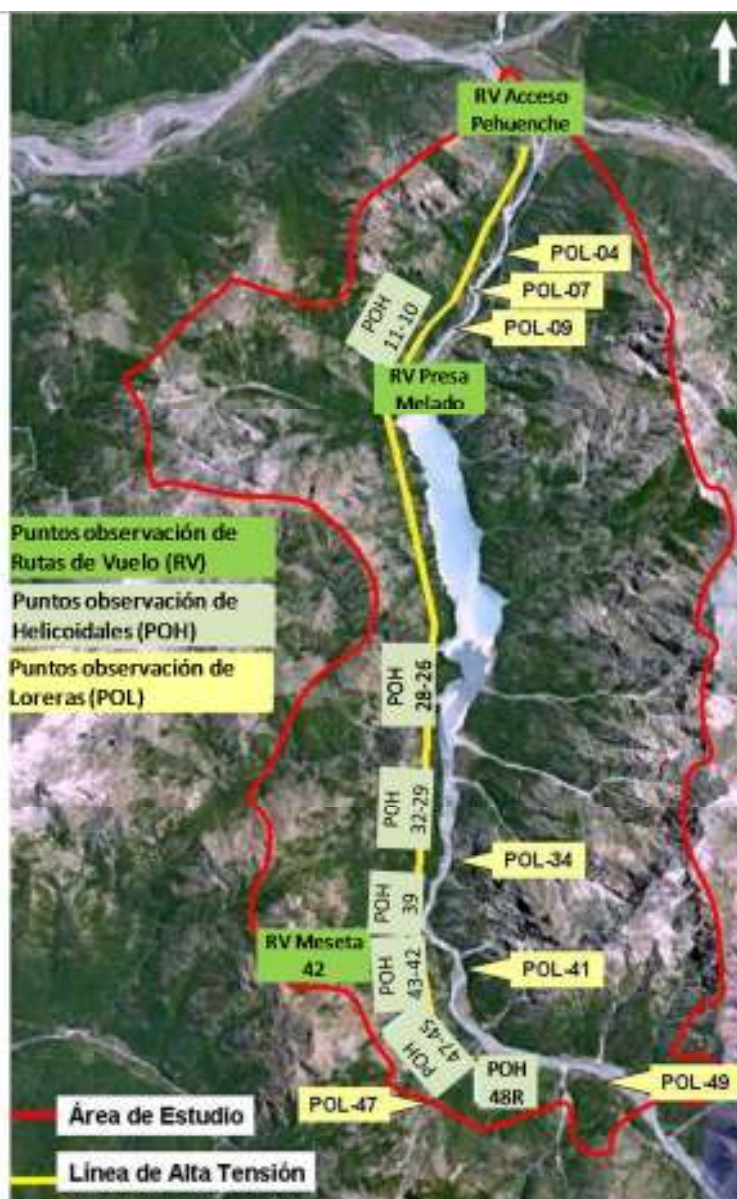 RV Acceso
Pehuenche
POL-04
POL-07
POH
11-10
POL-09
RV Presa
Melado
Puntos observación de
Rutas de Vuelo (RV)
Puntos observación de
Helicoidales (POH)
Puntos observación de
Loreras (POL)
POH
28-26
POH
32-29
POL-34
POH
39
RV Meseta
42
POH
43-42
POL-41
POH
47-45
POH
48R
POL-49
POL-47
Área de Estudio
Línea de Alta Tensión